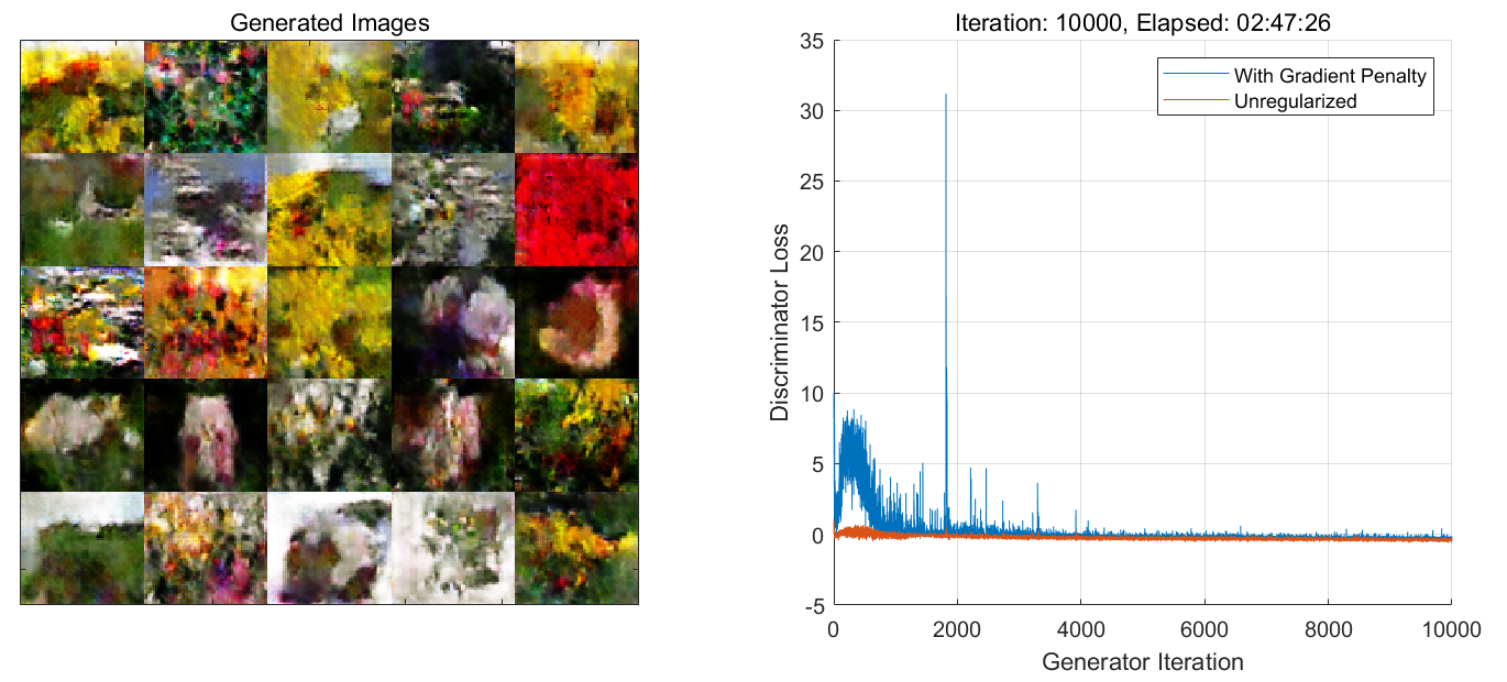 Generated Images
Iteration: 10000, Elapsed: 02:47:26
35
30
25
20
15
10
5
0
-5
Discriminator Loss
With Gradient Penalty
Unregularized
0 2000 4000 6000 8000 10000
Generator Iteration